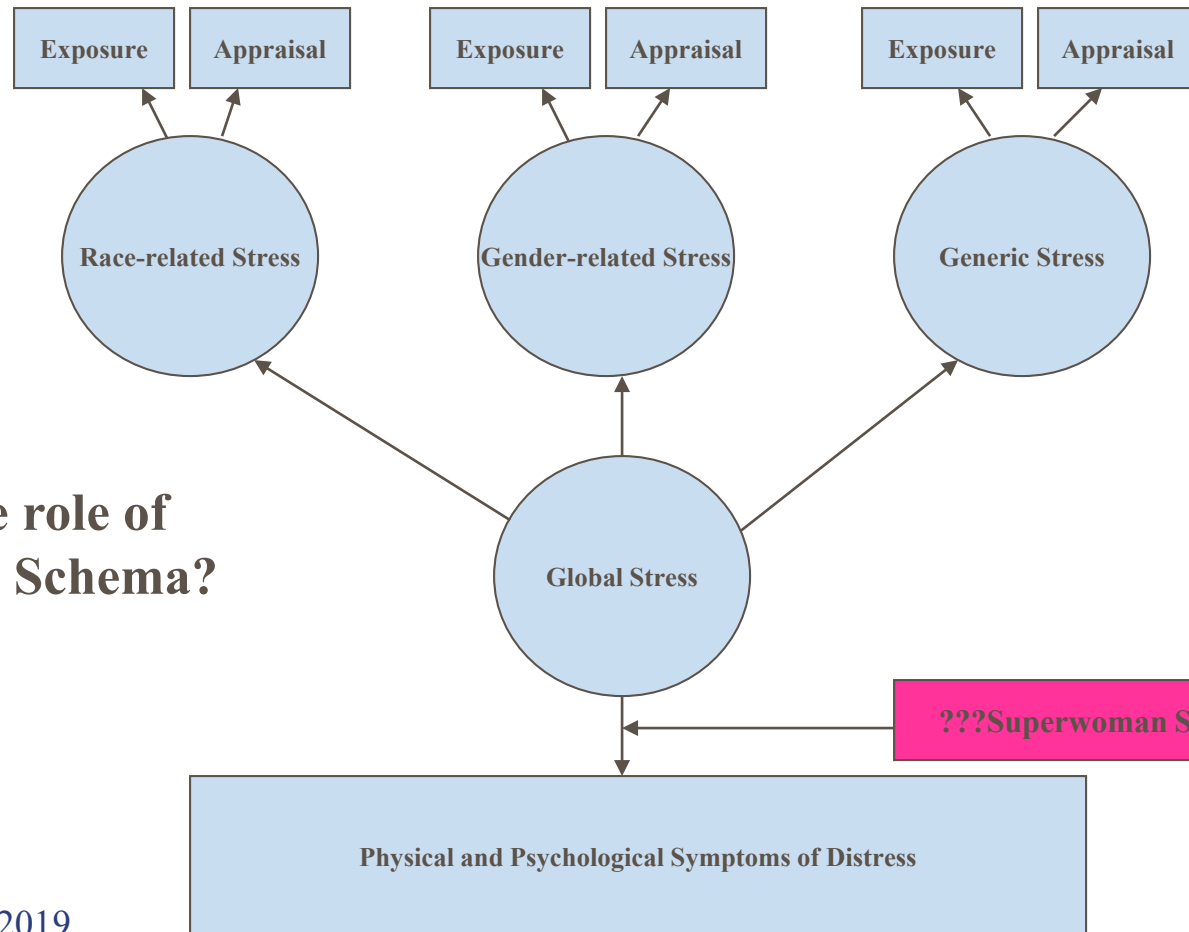 Exposure
Appraisal
Exposure
Appraisal
Exposure
Appraisal
Race-related Stress
Gender-related Stress
Generic Stress
role of
Schema?
Global Stress
???Superwoman
Physical and Psychological Symptoms of Distress
2019